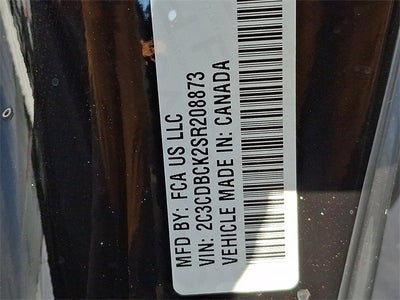 MFD BY: FCA US LLC
VIN: 2C3CDBCK2SR208873
VEHICLE MADE IN: CANADA